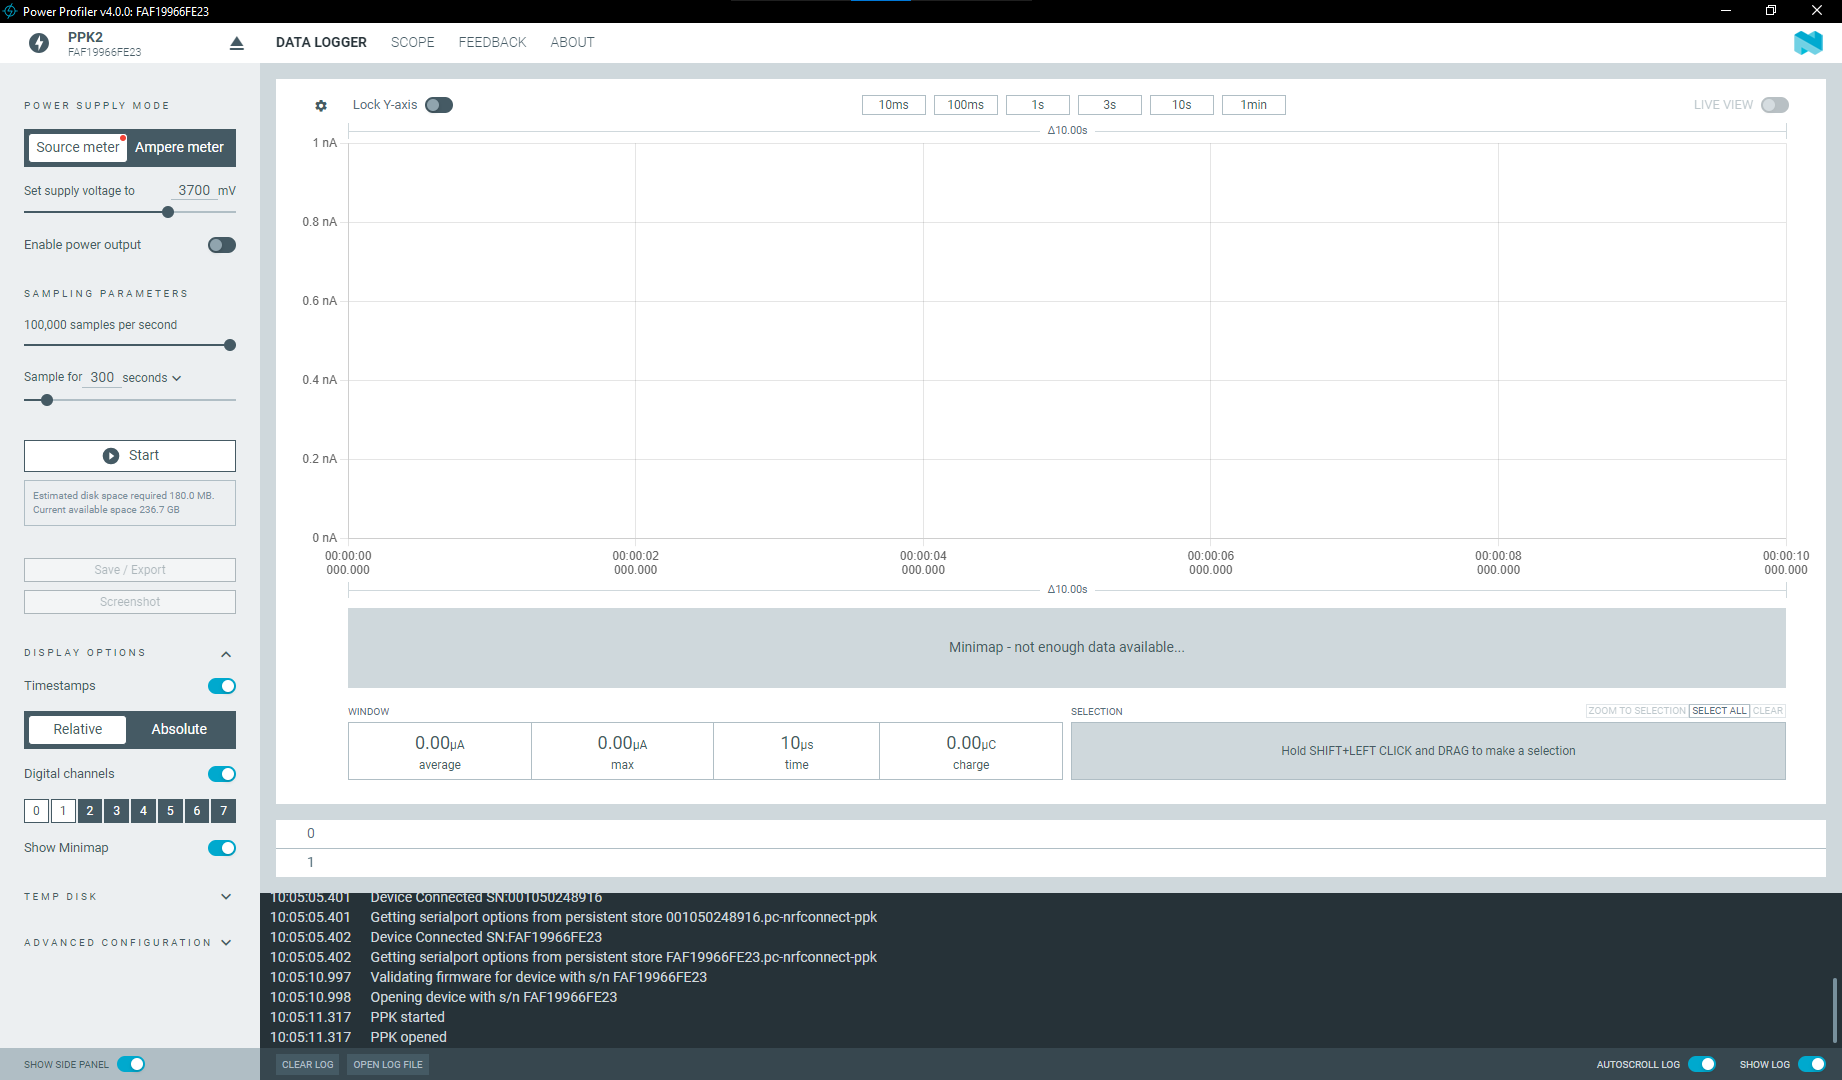 Power Profiler v4.0.0: FAF19966FE23
PPK2
FAF19966FE23
DATA LOGGER SCOPE FEEDBACK ABOUT
POWER SUPPLY MODE
Source meter Ampere meter
Set supply voltage to 3700 mV
Enable power output
SAMPLING PARAMETERS
100,000 samples per second
Sample for 300 seconds
Start
Estimated disk space required 180.0 MB.
Current available space 236.7 GB
Save / Export
Screenshot
DISPLAY OPTIONS
Timestamps
Relative Absolute
Digital channels
0 1 2 3 4 5 6 7
Show Minimap
TEMP DISK
ADVANCED CONFIGURATION
SHOW SIDE PANEL
Lock Y-axis 10ms 100ms 1s 3s 10s 1min LIVE VIEW
Δ10.00s
1 nA
0.8 nA
0.6 nA
0.4 nA
0.2 nA
0 nA
00:00:00 00:00:02 00:00:04 00:00:06 00:00:08 00:00:10
000.000 000.000 000.000 000.000 000.000 000.000
Δ10.00s
Minimap - not enough data available...
WINDOW
0.00µA 0.00µA 10µs 0.00µC
average max time charge
SELECTION ZOOM TO SELECTION SELECT ALL CLEAR
Hold SHIFT+LEFT CLICK and DRAG to make a selection
0
1
10:05:05.401 Device Connected SN:001050248916
10:05:05.401 Getting serialport options from persistent store 001050248916.pc-nrfconnect-ppk
10:05:05.402 Device Connected SN:FAF19966FE23
10:05:05.402 Getting serialport options from persistent store FAF19966FE23.pc-nrfconnect-ppk
10:05:10.997 Validating firmware for device with s/n FAF19966FE23
10:05:10.998 Opening device with s/n FAF19966FE23
10:05:11.317 PPK started
10:05:11.317 PPK opened
CLEAR LOG OPEN LOG FILE AUTOSCROLL LOG SHOW LOG